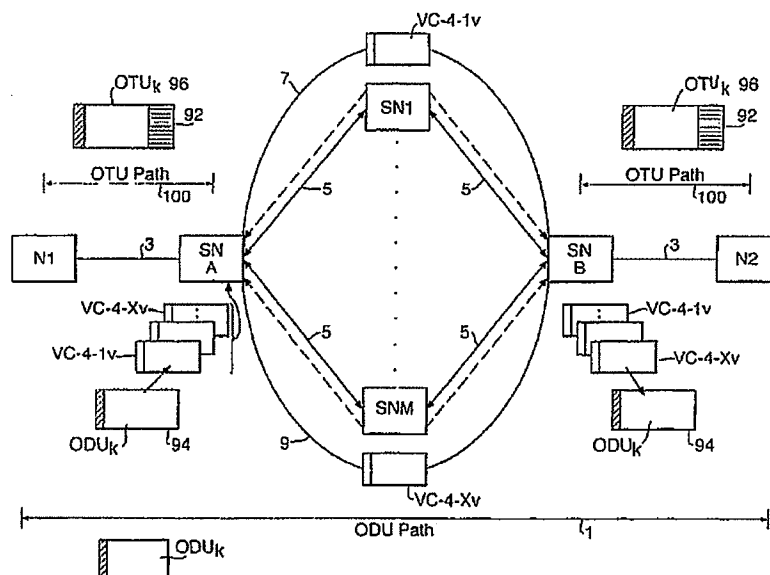 VC-4-1v
7
OTUk 96
92
SN1
OTUk 96
92
OTU Path
100
5
5
OTU Path
100
N1
3
SN
A
SN
B
3
N2
VC-4-Xv
VC-4-1v
5
5
VC-4-1v
VC-4-Xv
ODUk
94
SNM
ODUk
94
9
VC-4-Xv
ODU Path
1
ODUk